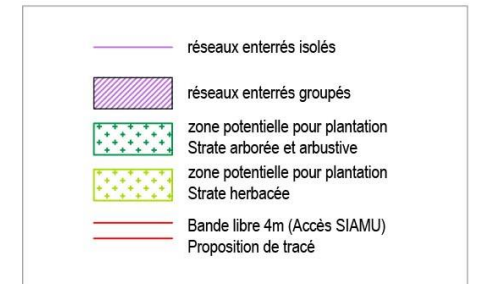 réseaux enterrés isolés
réseaux enterrés groupés
zone potentielle pour plantation
Strate arborée et arbustive
zone potentielle pour plantation
Strate herbacée
Bande libre 4m (Accès SIAMU)
Proposition de tracé